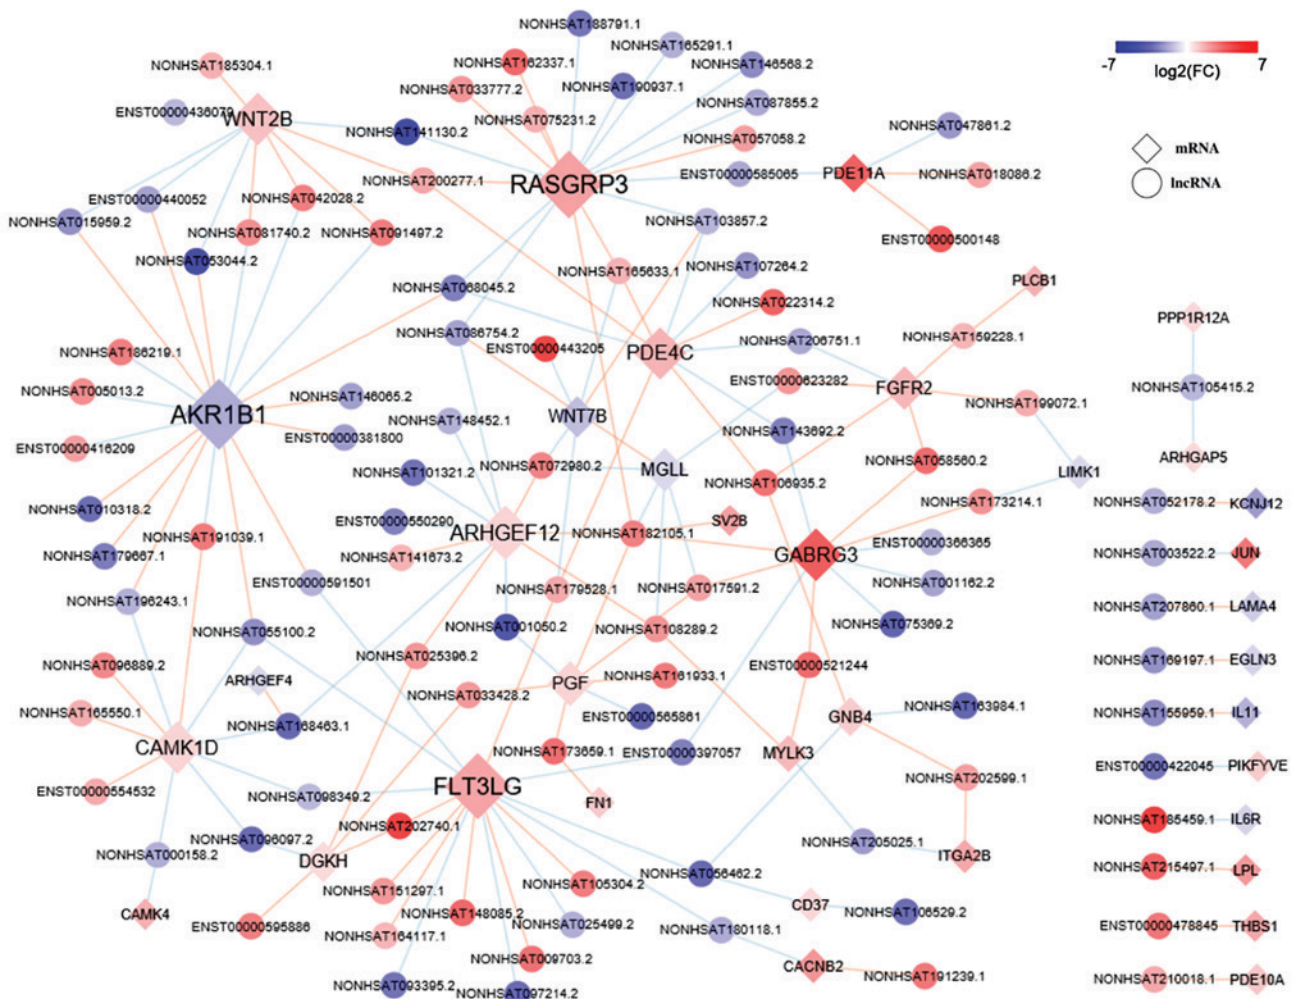 NONHSAT188791.1
NONHSAT165291.1
NONHSAT185304.1
NONHSAT162337.1
NONHSAT146568.2
-7
7
log2(FC)
NONHSAT033777.2
NONHSAT190937.1
NONHSAT087855.2
ENST00000436079
WNT2B
NONHSAT141130.2
NONHSAT075231.2
NONHSAT057058.2
NONHSAT047861.2
mRNA
NONHSAT200277.1
RASGRP3
ENST00000585065
PDE11A
NONHSAT018086.2
lncRNA
ENST00000440052
NONHSAT042028.2
NONHSAT015959.2
NONHSAT081740.2
NONHSAT091497.2
NONHSAT103857.2
ENST00000500148
NONHSAT053044.2
NONHSAT068045.2
NONHSAT165633.1
NONHSAT107264.2
PLCB1
NONHSAT022314.2
PPP1R12A
NONHSAT086754.2
ENST00000443205
NONHSAT206751.1
NONHSAT159228.1
NONHSAT186219.1
PDE4C
NONHSAT005013.2
ENST00000623282
FGFR2
NONHSAT105415.2
AKR1B1
NONHSAT146065.2
NONHSAT148452.1
WNT7B
NONHSAT199072.1
ENST00000381800
NONHSAT143692.2
ENST00000416209
NONHSAT101321.2
NONHSAT072980.2
MGLL
NONHSAT058560.2
LIMK1
ARHGAP5
NONHSAT106935.2
NONHSAT010318.2
ENST00000550290
SV2B
NONHSAT173214.1
NONHSAT052178.2
KCNJ12
NONHSAT191039.1
ARHGEF12
NONHSAT182105.1
ENST00000366365
NONHSAT179667.1
NONHSAT141673.2
GABRG3
NONHSAT003522.2
JUN
ENST00000591501
NONHSAT179528.1
NONHSAT017591.2
NONHSAT001162.2
NONHSAT196243.1
NONHSAT207860.1
LAMA4
NONHSAT055100.2
NONHSAT001050.2
NONHSAT108289.2
NONHSAT075369.2
NONHSAT096889.2
NONHSAT025396.2
ENST00000521244
NONHSAT169197.1
EGLN3
ARHGEF4
NONHSAT033428.2
PGF
NONHSAT161933.1
NONHSAT165550.1
NONHSAT168463.1
ENST00000565861
GNB4
NONHSAT163984.1
NONHSAT155959.1
IL11
CAMK1D
NONHSAT173659.1
ENST00000397057
MYLK3
ENST00000422045
PIKFYVE
ENST00000554532
NONHSAT098349.2
FLT3LG
FN1
NONHSAT202599.1
NONHSAT202740.1
NONHSAT185459.1
IL6R
NONHSAT096097.2
NONHSAT205025.1
NONHSAT000158.2
DGKH
ITGA2B
NONHSAT151297.1
NONHSAT105304.2
NONHSAT056462.2
NONHSAT215497.1
LPL
CAMK4
NONHSAT148085.2
CD37
NONHSAT106529.2
ENST00000595886
NONHSAT164117.1
NONHSAT025499.2
NONHSAT180118.1
ENST00000478845
THBS1
NONHSAT009703.2
CACNB2
NONHSAT191239.1
NONHSAT210018.1
PDE10A
NONHSAT093395.2
NONHSAT097214.2